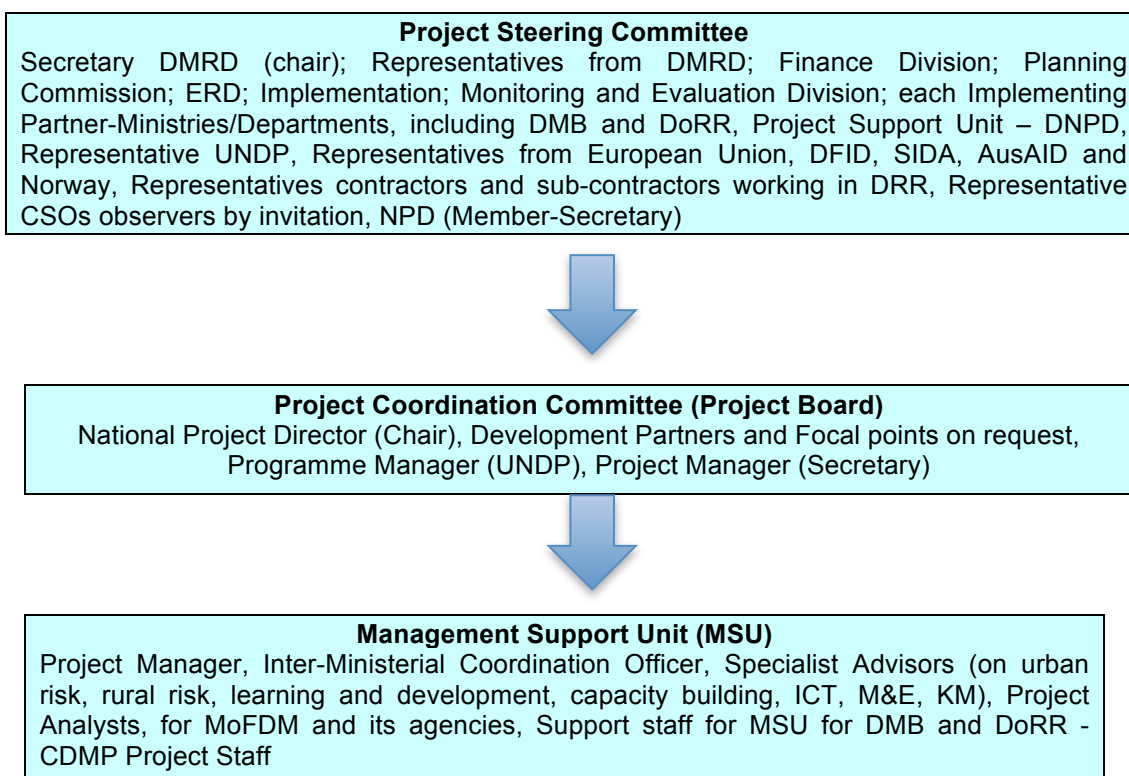 Project Steering Committee
Secretary DMRD (chair); Representatives from DMRD; Finance Division; Planning
Commission; ERD; Implementation; Monitoring and Evaluation Division; each Implementing
Partner-Ministries/Departments, including DMB and DoRR, Project Support Unit – DNPD,
Representative UNDP, Representatives from European Union, DFID, SIDA, AusAID and
Norway, Representatives contractors and sub-contractors working in DRR, Representative
CSOs observers by invitation, NPD (Member-Secretary)
Project Coordination Committee (Project Board)
National Project Director (Chair), Development Partners and Focal points on request,
Programme Manager (UNDP), Project Manager (Secretary)
Management Support Unit (MSU)
Project Manager, Inter-Ministerial Coordination Officer, Specialist Advisors (on urban
risk, rural risk, learning and development, capacity building, ICT, M&E, KM), Project
Analysts, for MoFDM and its agencies, Support staff for MSU for DMB and DoRR -
CDMP Project Staff